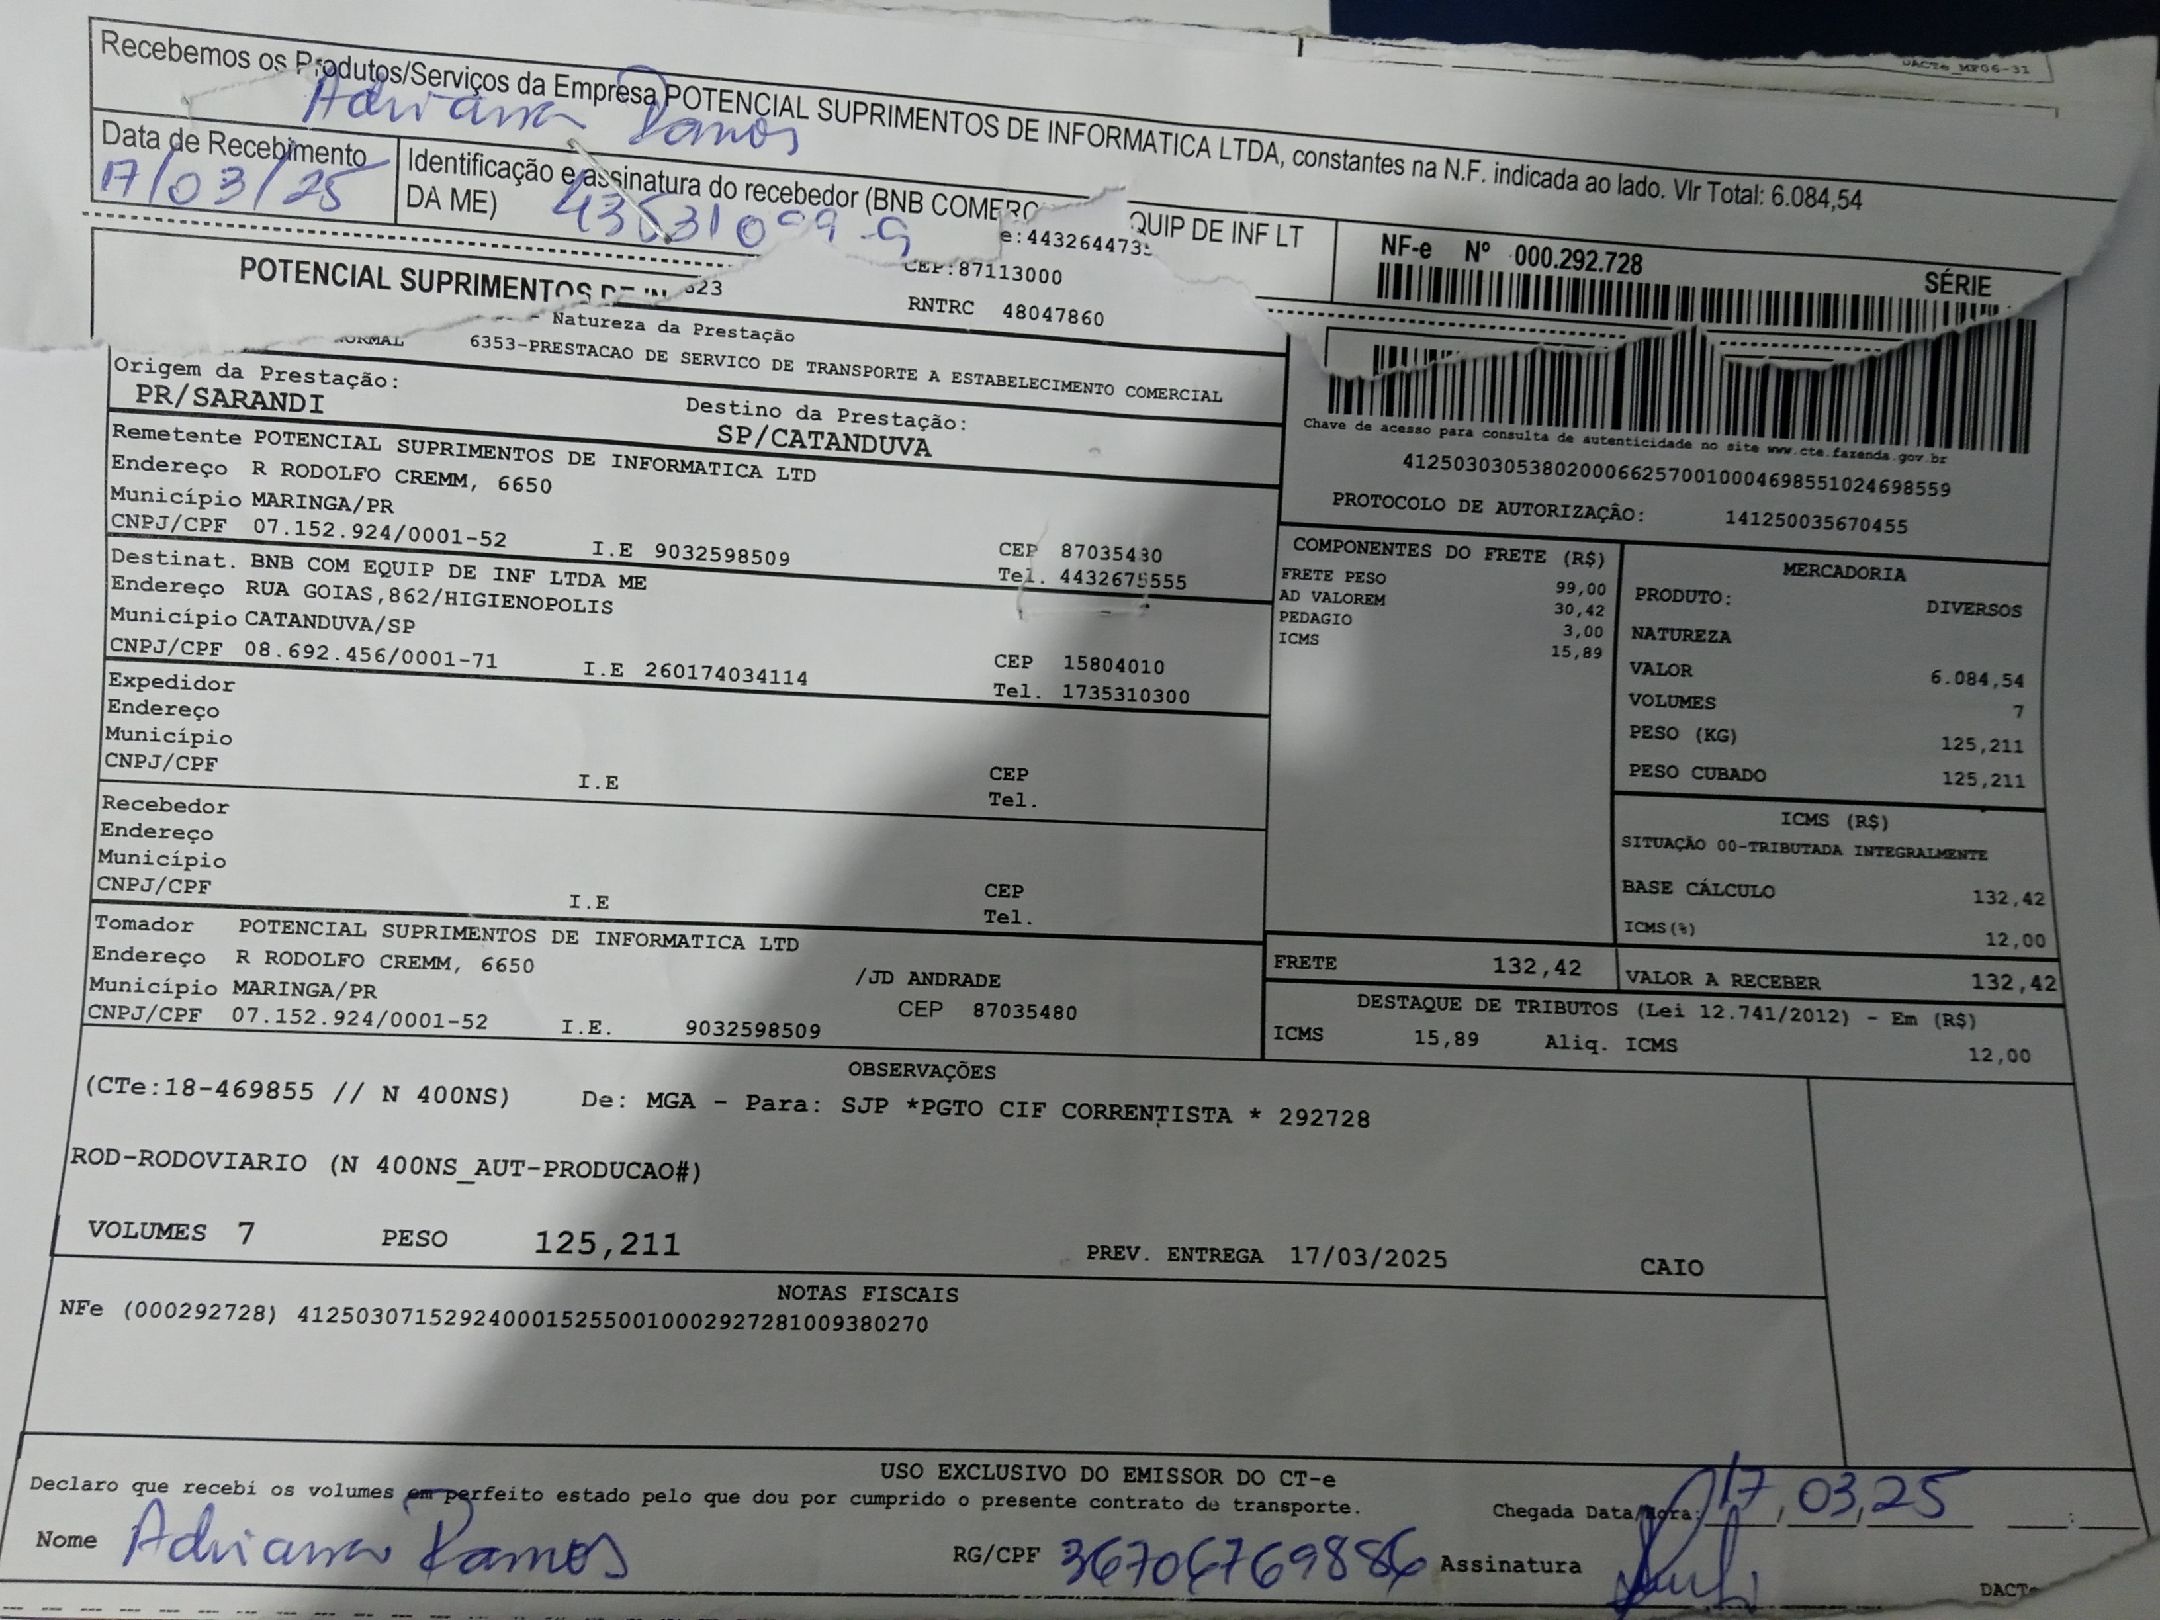 DACTe_MP06-31
Recebemos os Produtos/Serviços da Empresa POTENCIAL SUPRIMENTOS DE INFORMATICA LTDA, constantes na N.F. indicada ao lado. Vlr Total: 6.084,54
Adriana Ramos
Data de Recebimento
17/03/25
Identificação e assinatura do recebedor (BNB COMERC QUIP DE INF LT
DA ME)
NF-e Nº 000.292.728
SÉRIE
e:443264473
CEP:87113000
POTENCIAL SUPRIMENTOS DE IN
RNTRC 48047860
Natureza da Prestação
NORMAL 6353-PRESTACAO DE SERVICO DE TRANSPORTE A ESTABELECIMENTO COMERCIAL
Origem da Prestação:
PR/SARANDI
Destino da Prestação:
SP/CATANDUVA
Chave de acesso para consulta de autenticidade no site www.cte.fazenda.gov.br
41250303053802000662570010004698551024698559
PROTOCOLO DE AUTORIZAÇÃO: 141250035670455
Remetente POTENCIAL SUPRIMENTOS DE INFORMATICA LTD
Endereço R RODOLFO CREMM, 6650
Município MARINGA/PR
CNPJ/CPF 07.152.924/0001-52 I.E 9032598509
CEP 87035480
Tel. 4432675555
Destinat. BNB COM EQUIP DE INF LTDA ME
Endereço RUA GOIAS,862/HIGIENOPOLIS
Município CATANDUVA/SP
CNPJ/CPF 08.692.456/0001-71 I.E 260174034114
CEP 15804010
Tel. 1735310300
Expedidor
Endereço
Município
CNPJ/CPF I.E
CEP
Tel.
Recebedor
Endereço
Município
CNPJ/CPF I.E
CEP
Tel.
Tomador POTENCIAL SUPRIMENTOS DE INFORMATICA LTD
Endereço R RODOLFO CREMM, 6650 /JD ANDRADE
Município MARINGA/PR CEP 87035480
CNPJ/CPF 07.152.924/0001-52 I.E. 9032598509
COMPONENTES DO FRETE (R$)
FRETE PESO 99,00
AD VALOREM 30,42
PEDAGIO 3,00
ICMS 15,89
MERCADORIA
PRODUTO: DIVERSOS
NATUREZA
VALOR 6.084,54
VOLUMES 7
PESO (KG) 125,211
PESO CUBADO 125,211
ICMS (R$)
SITUAÇÃO 00-TRIBUTADA INTEGRALMENTE
BASE CÁLCULO 132,42
ICMS(%) 12,00
FRETE 132,42
VALOR A RECEBER 132,42
DESTAQUE DE TRIBUTOS (Lei 12.741/2012) - Em (R$)
ICMS 15,89 Aliq. ICMS 12,00
OBSERVAÇÕES
(CTe:18-469855 // N 400NS) De: MGA - Para: SJP *PGTO CIF CORRENTISTA * 292728
ROD-RODOVIARIO (N 400NS_AUT-PRODUCAO#)
VOLUMES 7 PESO 125,211 PREV. ENTREGA 17/03/2025 CAIO
NOTAS FISCAIS
NFe (000292728) 41250307152924000152550010002927281009380270
USO EXCLUSIVO DO EMISSOR DO CT-e
Declaro que recebi os volumes em perfeito estado pelo que dou por cumprido o presente contrato de transporte.
Chegada Data/Hora: 17,03,25
Nome Adriana Ramos RG/CPF 36706769886 Assinatura
DACTe